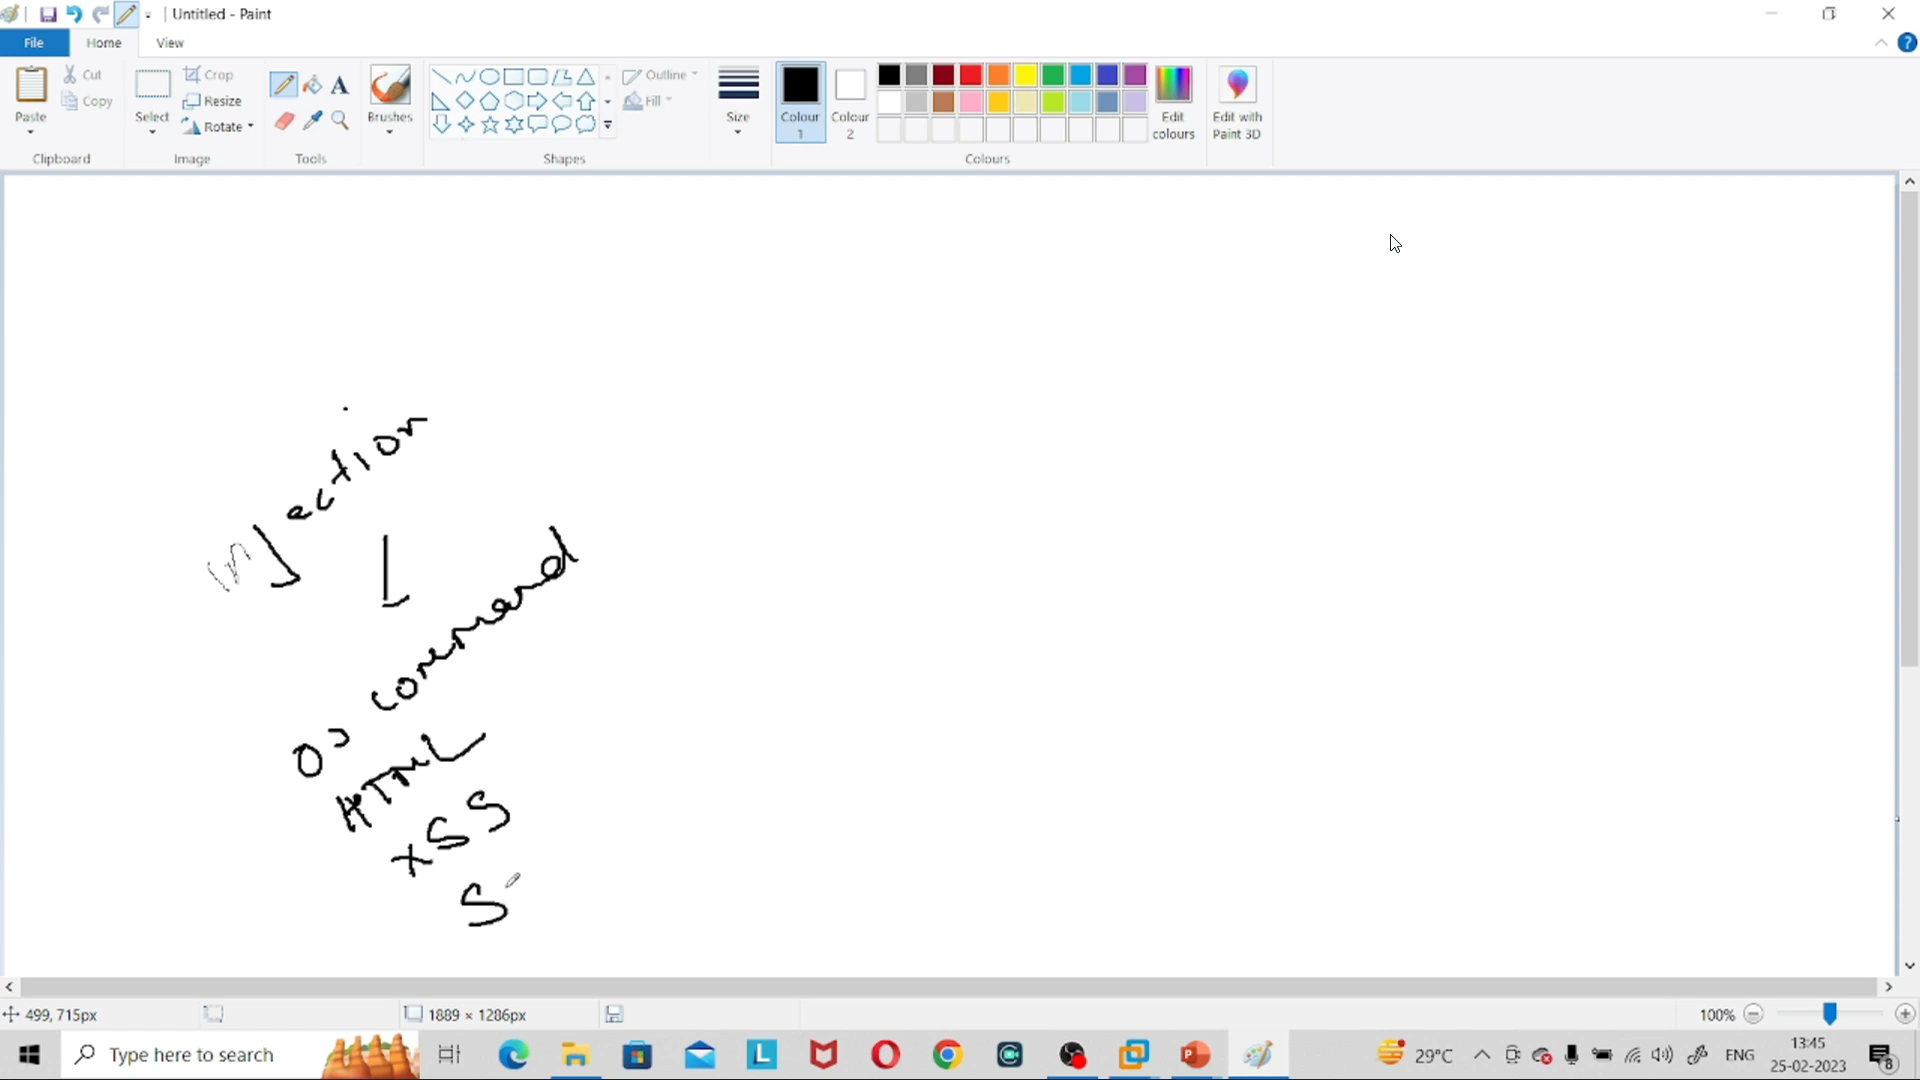 Untitled - Paint
File Home View
Paste
Cut
Copy
Clipboard
Select
Crop
Resize
Rotate
Image
Tools
Brushes
Shapes
Outline
Fill
Size
Colour 1
Colour 2
Edit colours
Edit with Paint 3D
Colours
Injection
L
OS command
HTML
XSS
S
499, 715px
1889 × 1286px
100%
Type here to search
29°C
ENG
13:45
25-02-2023
8